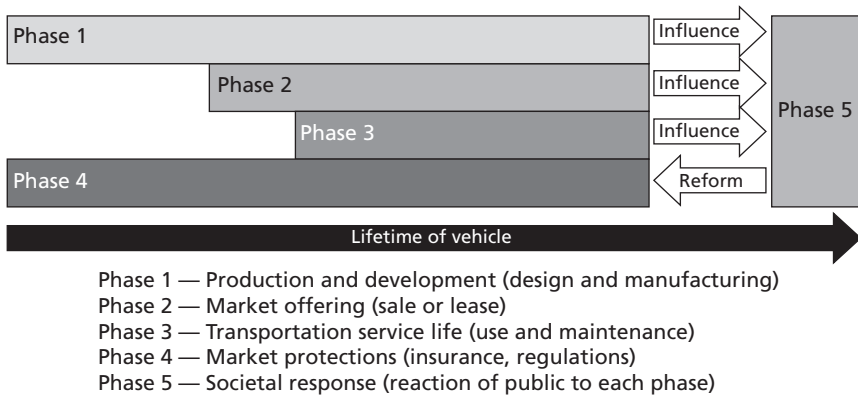 Phase 1
Influence
Phase 2
Influence
Phase 5
Phase 3
Influence
Phase 4
Reform
Lifetime of vehicle
Phase 1 — Production and development (design and manufacturing)
Phase 2 — Market offering (sale or lease)
Phase 3 — Transportation service life (use and maintenance)
Phase 4 — Market protections (insurance, regulations)
Phase 5 — Societal response (reaction of public to each phase)